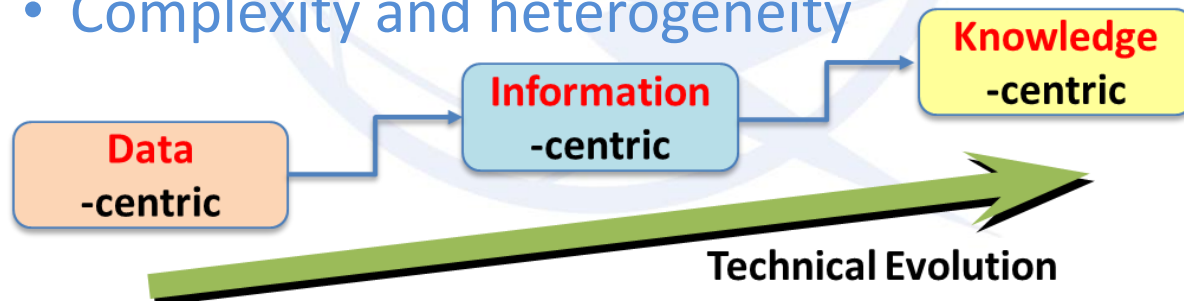 • Complexity and heterogeneity
Knowledge
-centric
Information
-centric
Data
-centric
Technical Evolution